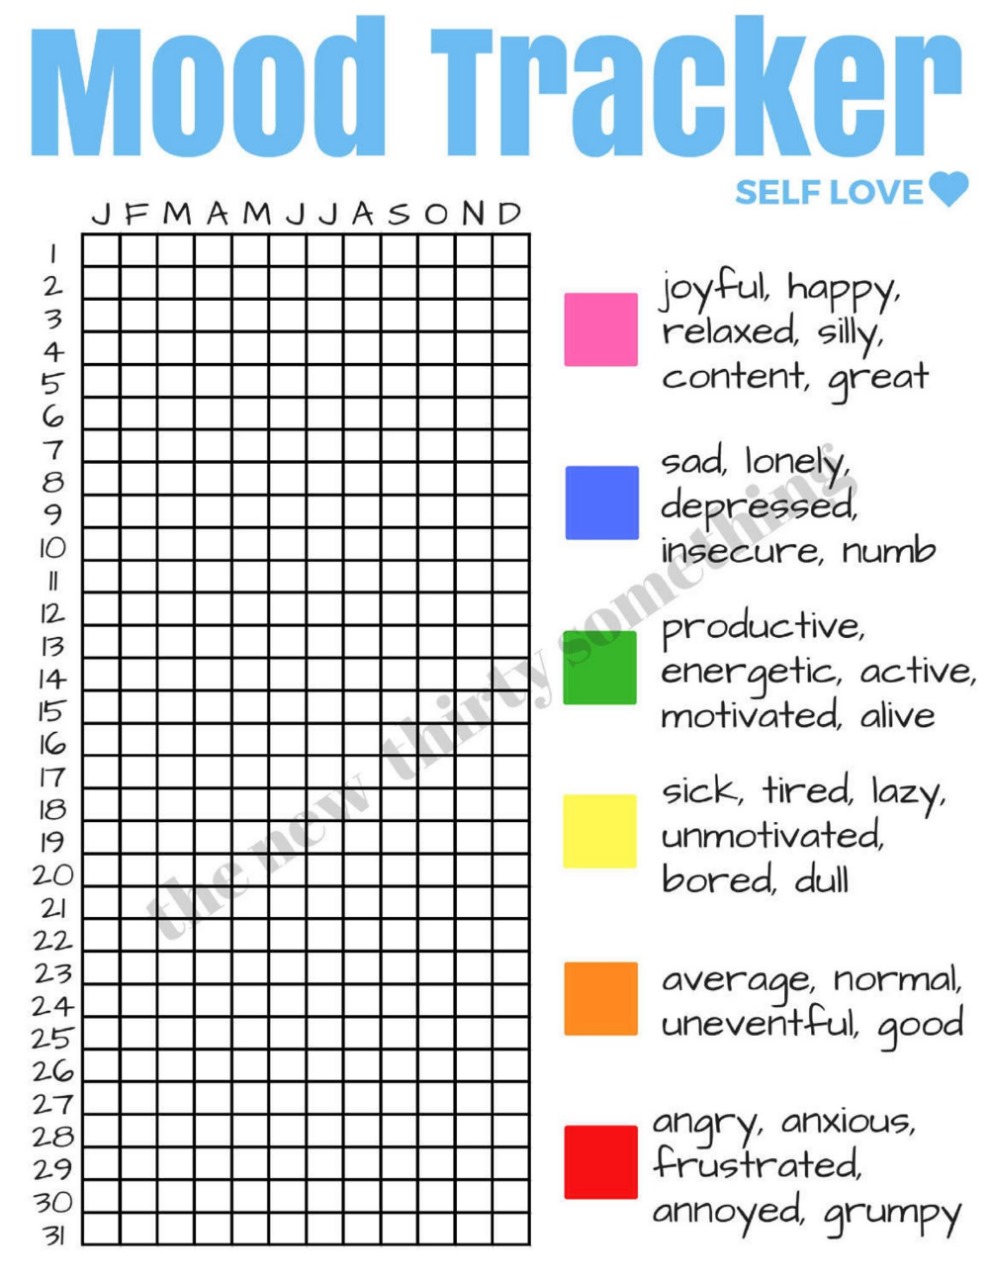 Mood Tracker
SELF LOVE
J F M A M J J A S O N D
1
2
3
4
5
6
7
8
9
10
11
12
13
14
15
16
17
18
19
20
21
22
23
24
25
26
27
28
29
30
31
joyful, happy,
relaxed, silly,
content, great
sad, lonely,
depressed,
insecure, numb
productive,
energetic, active,
motivated, alive
sick, tired, lazy,
unmotivated,
bored, dull
average, normal,
uneventful, good
angry, anxious,
frustrated,
annoyed, grumpy
the new thirty something